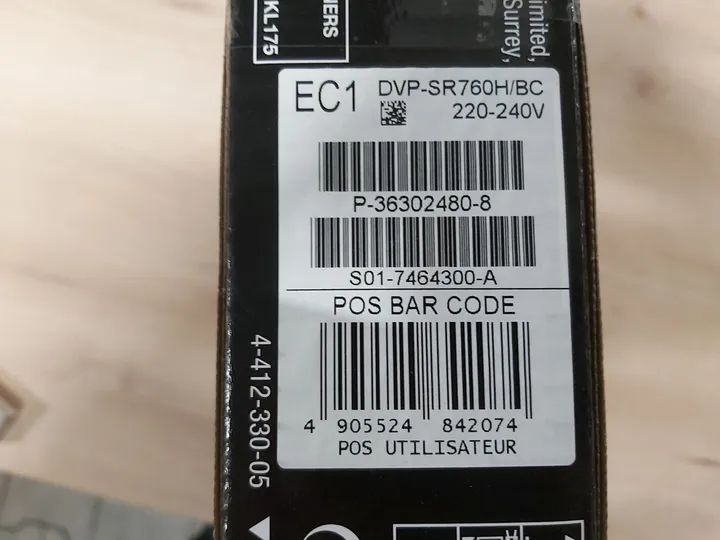 NERS
KL175
imited,
Surrey,
EC1
DVP-SR760H/BC
220-240V
P-36302480-8
S01-7464300-A
POS BAR CODE
4 905524 842074
POS UTILISATEUR
4-412-330-05